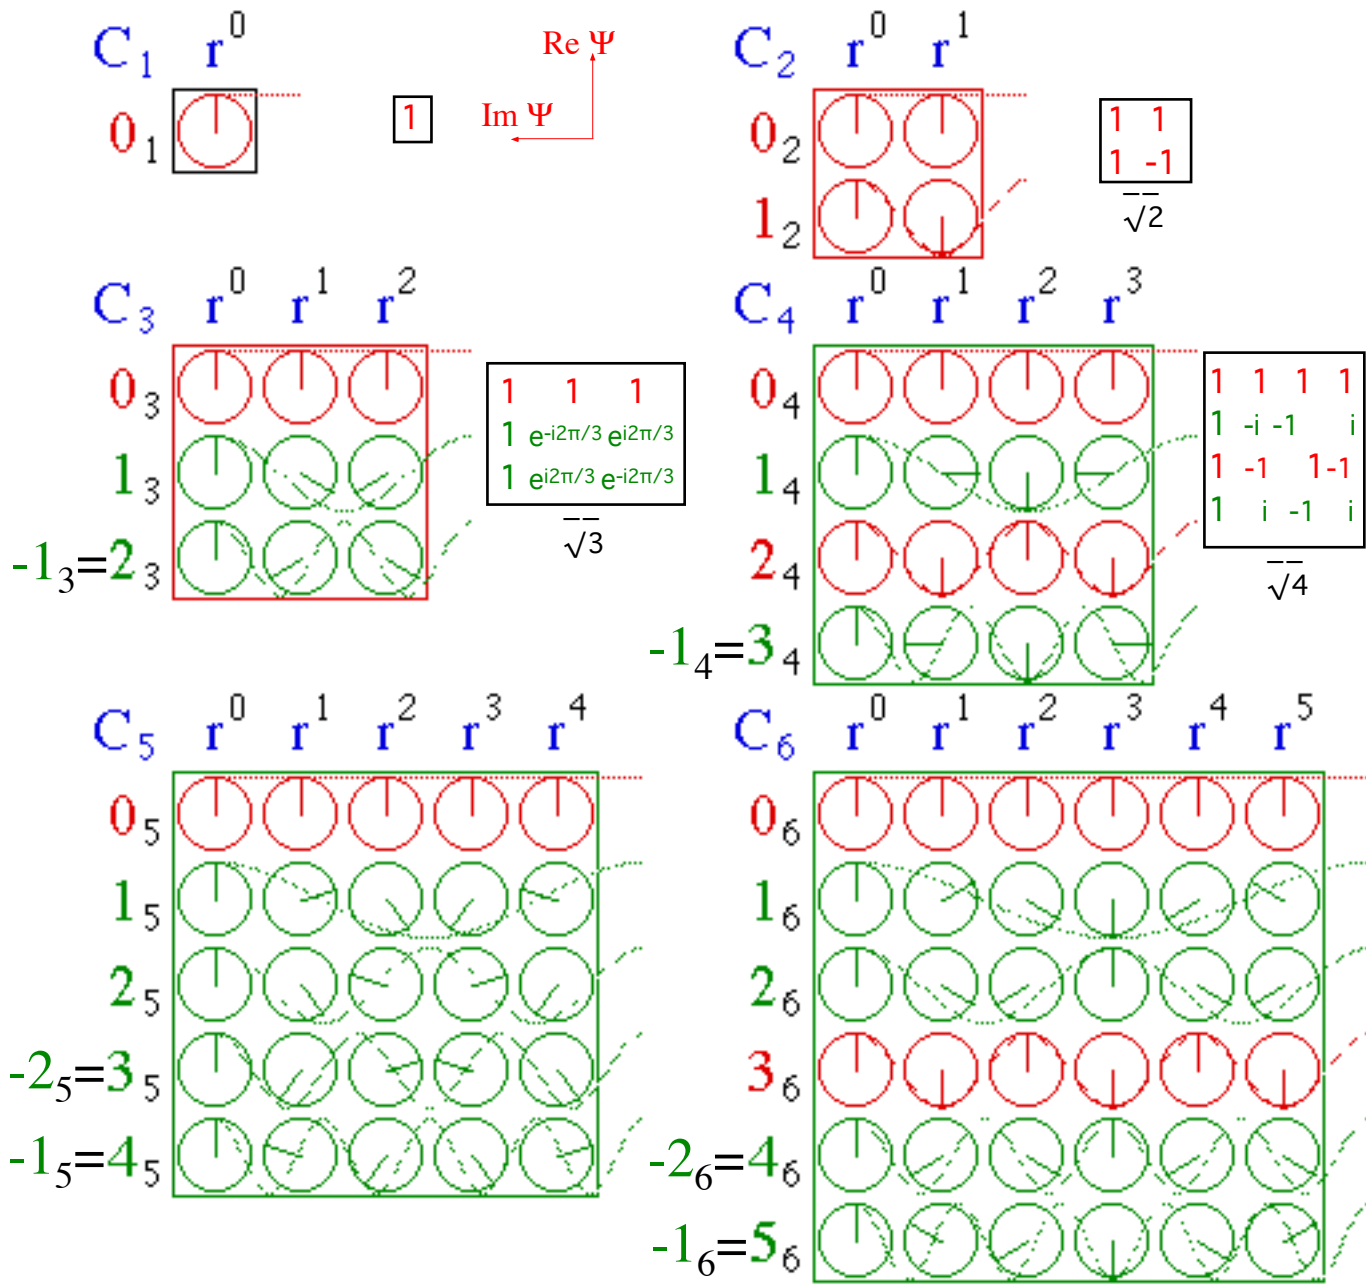 C₁ r⁰
0₁
1
Re Ψ
Im Ψ
C₂ r⁰ r¹
0₂
1₂
1 1
1 -1
√2
C₃ r⁰ r¹ r²
0₃
1₃
-1₃=2₃
1 1 1
1 e-i2π/3 ei2π/3
1 ei2π/3 e-i2π/3
√3
C₄ r⁰ r¹ r² r³
0₄
1₄
2₄
-1₄=3₄
1 1 1 1
1 -i -1 i
1 -1 1 -1
1 i -1 i
√4
C₅ r⁰ r¹ r² r³ r⁴
0₅
1₅
2₅
-2₅=3₅
-1₅=4₅
C₆ r⁰ r¹ r² r³ r⁴ r⁵
0₆
1₆
2₆
3₆
-2₆=4₆
-1₆=5₆